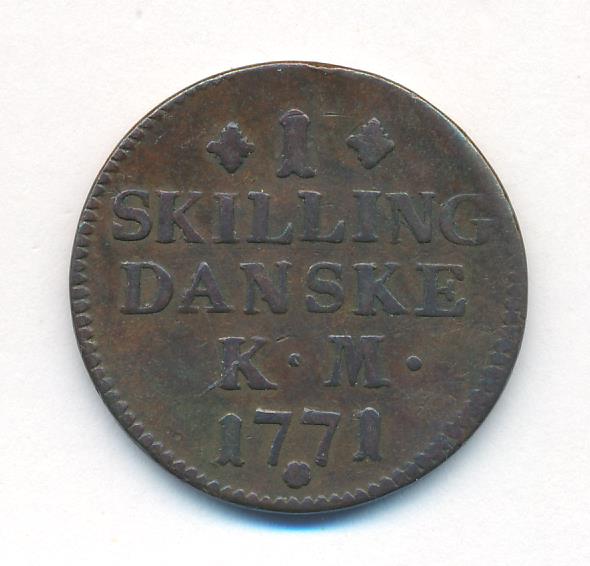 1
SKILLING
DANSKE
K · M ·
1771